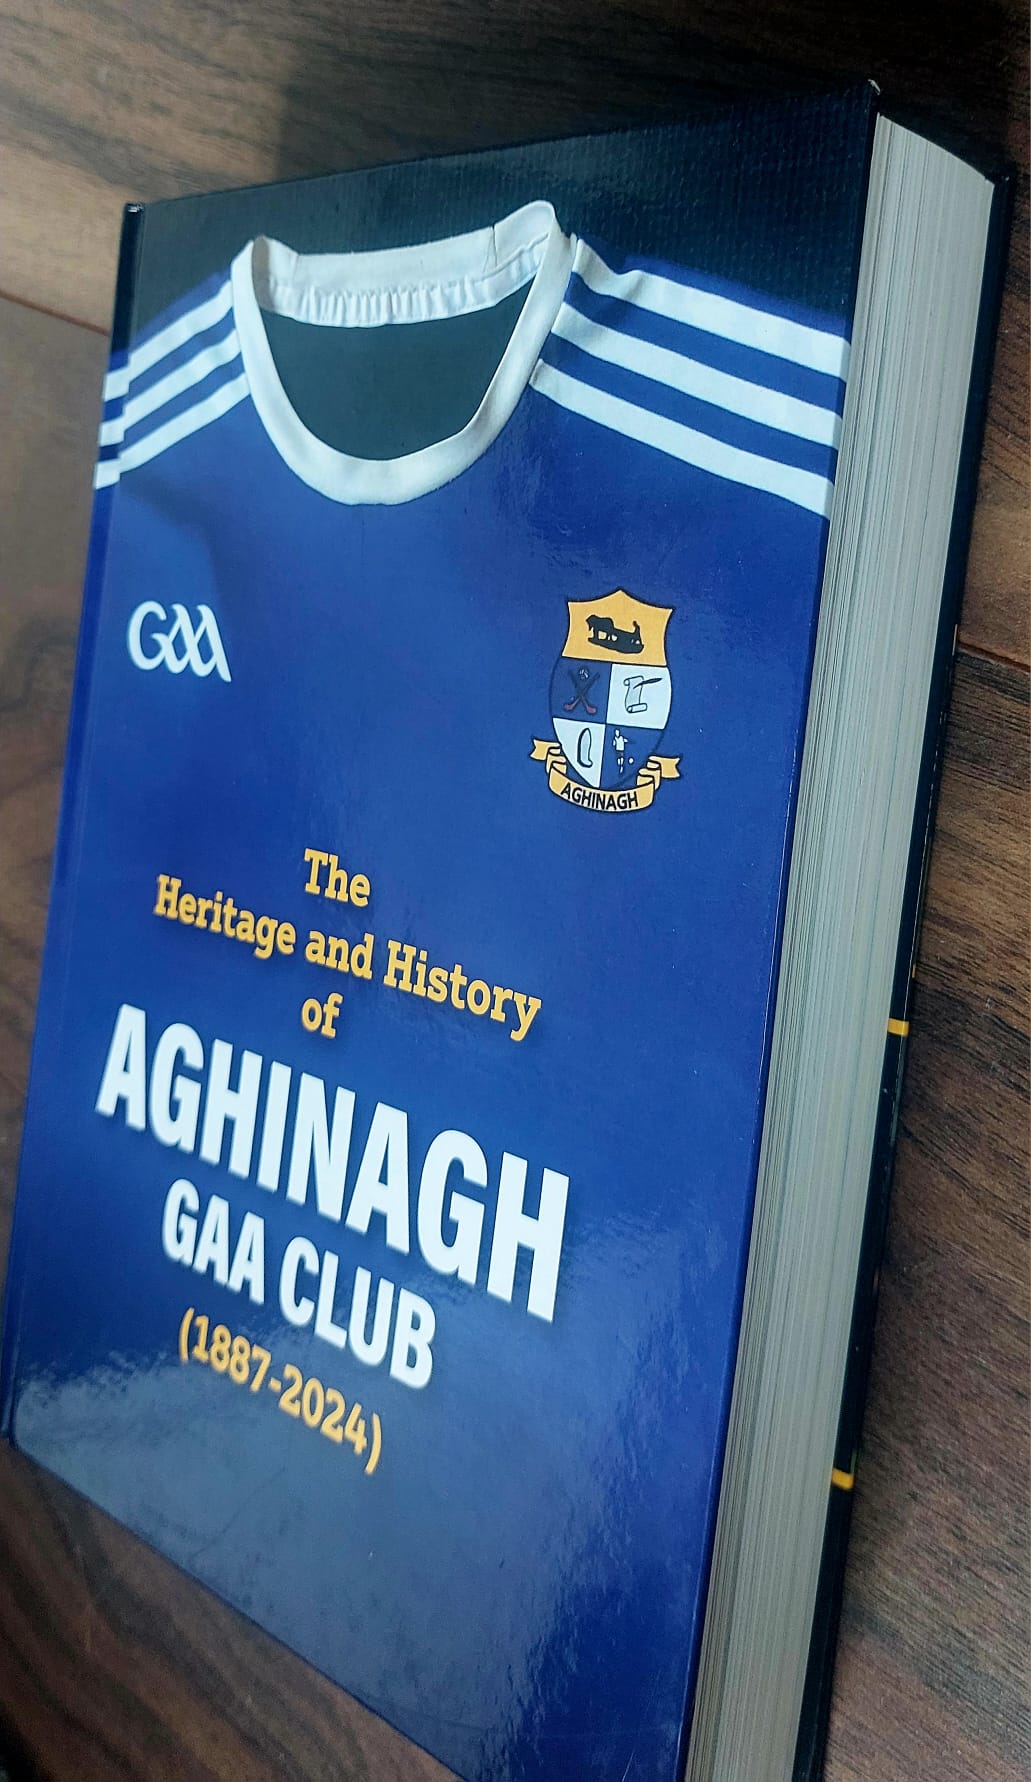 GAA
AGHINAGH
The
Heritage and History
of
AGHINAGH
GAA CLUB
(1887-2024)